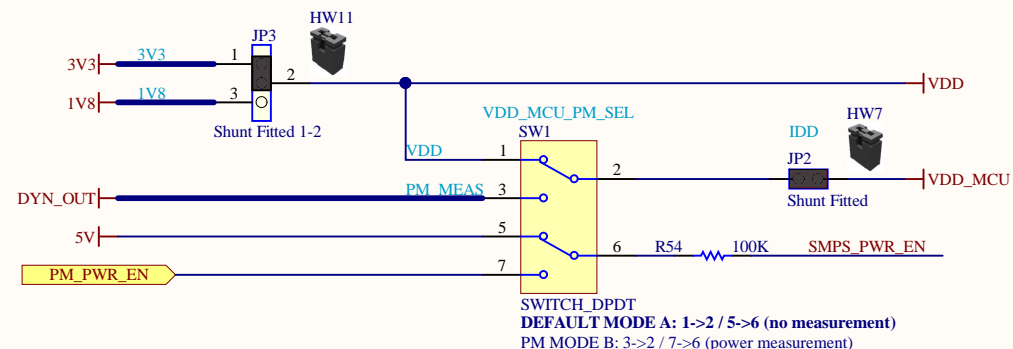 HW11
JP3
3V3
3V3
1
2
1V8
1V8
3
Shunt Fitted 1-2
VDD
VDD_MCU_PM_SEL
SW1
HW7
IDD
VDD
1
2
JP2
VDD_MCU
Shunt Fitted
DYN_OUT
PM_MEAS
3
5V
5
6
R54
100K
SMPS_PWR_EN
PM_PWR_EN
7
SWITCH_DPDT
DEFAULT MODE A: 1->2 / 5->6 (no measurement)
PM MODE B: 3->2 / 7->6 (power measurement)